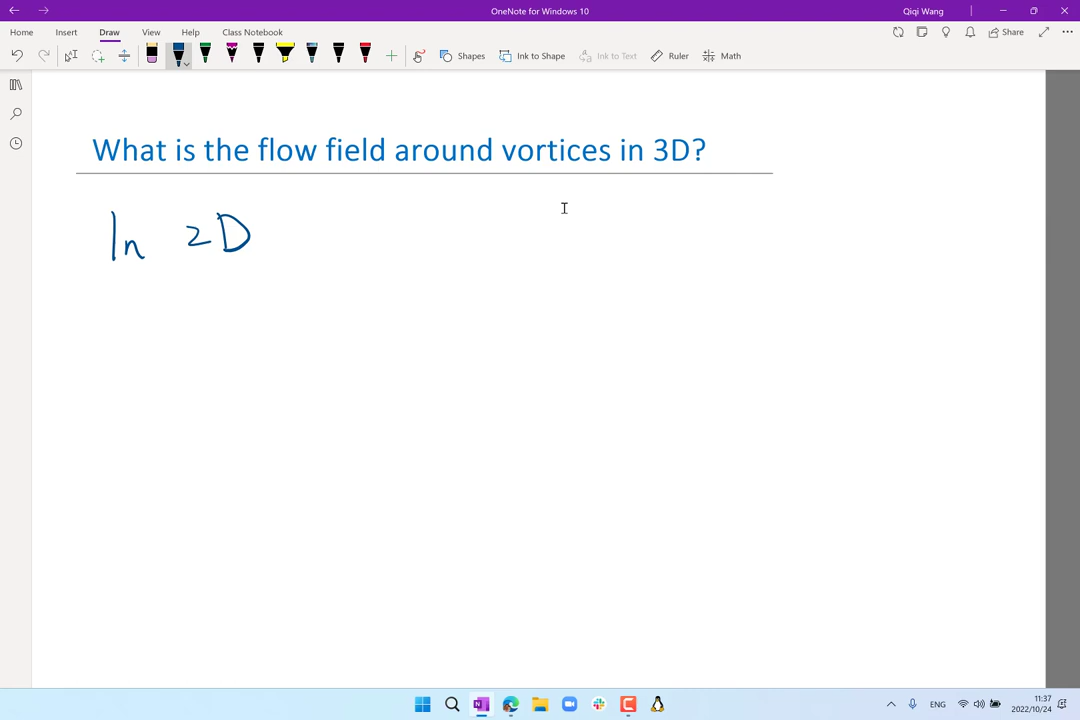 OneNote for Windows 10
Qiqi Wang
Home Insert Draw View Help Class Notebook
Share
Shapes Ink to Shape Ink to Text Ruler Math
What is the flow field around vortices in 3D?
In 2D
ENG
11:37
2022/10/24